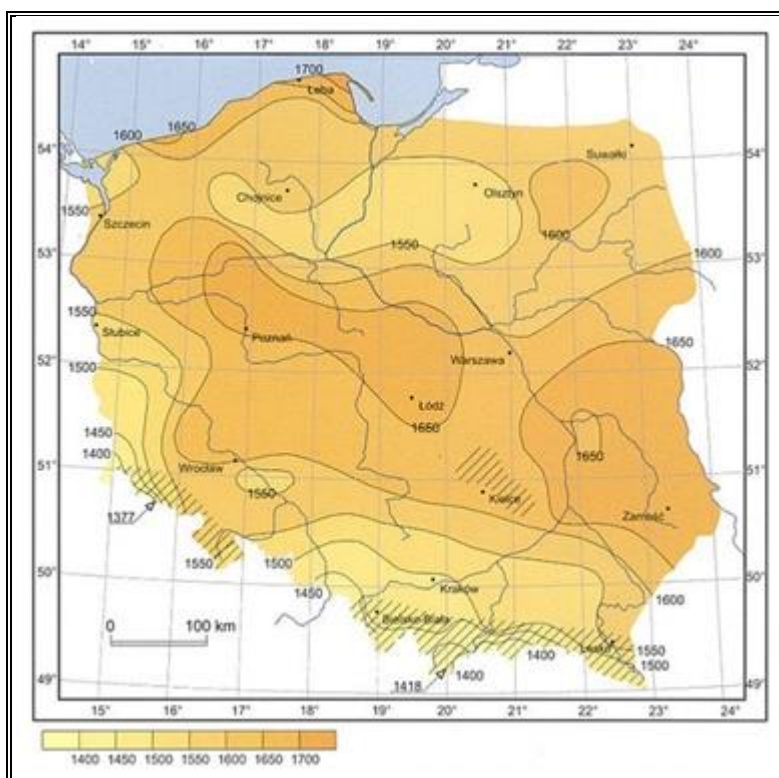 14° 15° 16° 17° 18° 19° 20° 21° 22° 23° 24°
1700
Łeba
1650
1600
54°
54°
Suwałki
Chojnice
Olsztyn
1550
Szczecin
1550
1600
53°
1600
53°
1550
Słubice
Poznań
1650
52°
Warszawa
52°
1500
Łódź
1650
1450
1400
51°
Wrocław
1650
51°
1550
Kielce
1377
Zamość
1550
1500
50°
50°
1450
Kraków
1600
0 100 km
Bielsko-Biała
Lesko
1550
1400
1500
1400
49°
1418
49°
15° 16° 17° 18° 19° 20° 21° 22° 23°
1400 1450 1500 1550 1600 1650 1700